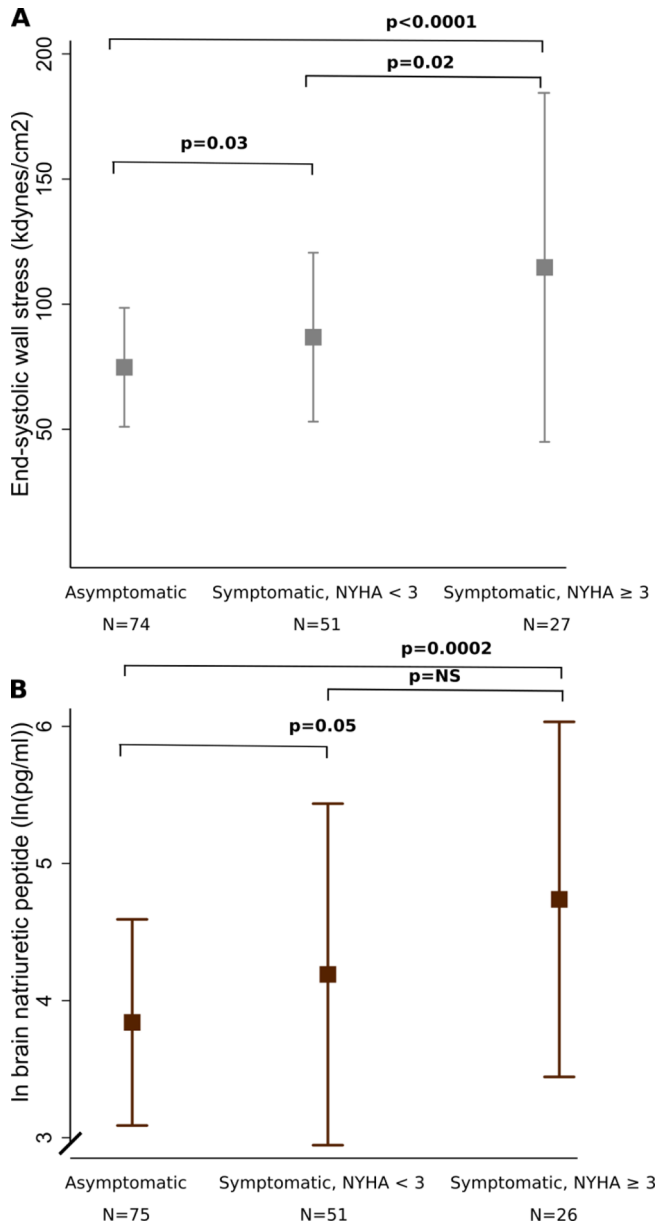 A
p<0.0001
p=0.02
p=0.03
End-systolic wall stress (kdynes/cm2)
200
150
100
50
Asymptomatic Symptomatic, NYHA < 3 Symptomatic, NYHA ≥ 3
N=74 N=51 N=27
B
p=0.0002
p=NS
p=0.05
ln brain natriuretic peptide (ln(pg/ml))
6
5
4
3
Asymptomatic Symptomatic, NYHA < 3 Symptomatic, NYHA ≥ 3
N=75 N=51 N=26